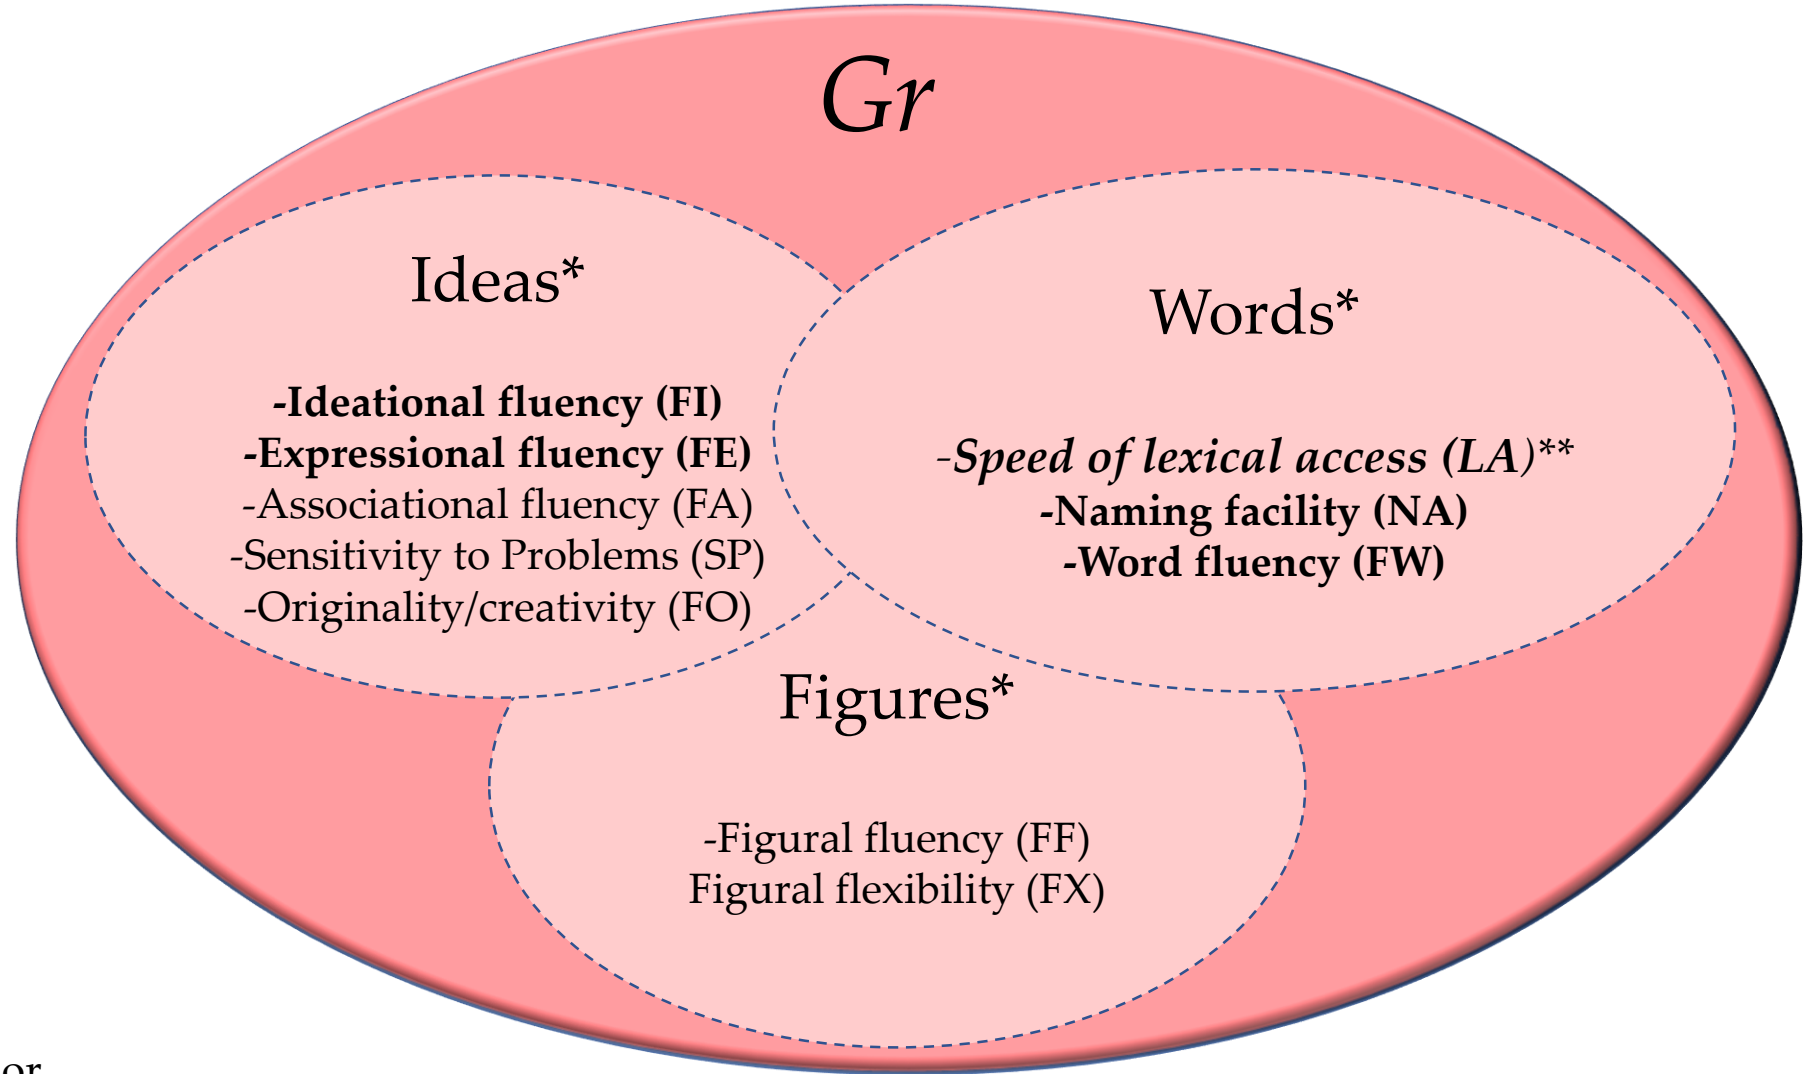 Gr
Ideas*
-Ideational fluency (FI)
-Expressional fluency (FE)
-Associational fluency (FA)
-Sensitivity to Problems (SP)
-Originality/creativity (FO)
Words*
-Speed of lexical access (LA)**
-Naming facility (NA)
-Word fluency (FW)
Figures*
-Figural fluency (FF)
Figural flexibility (FX)
or